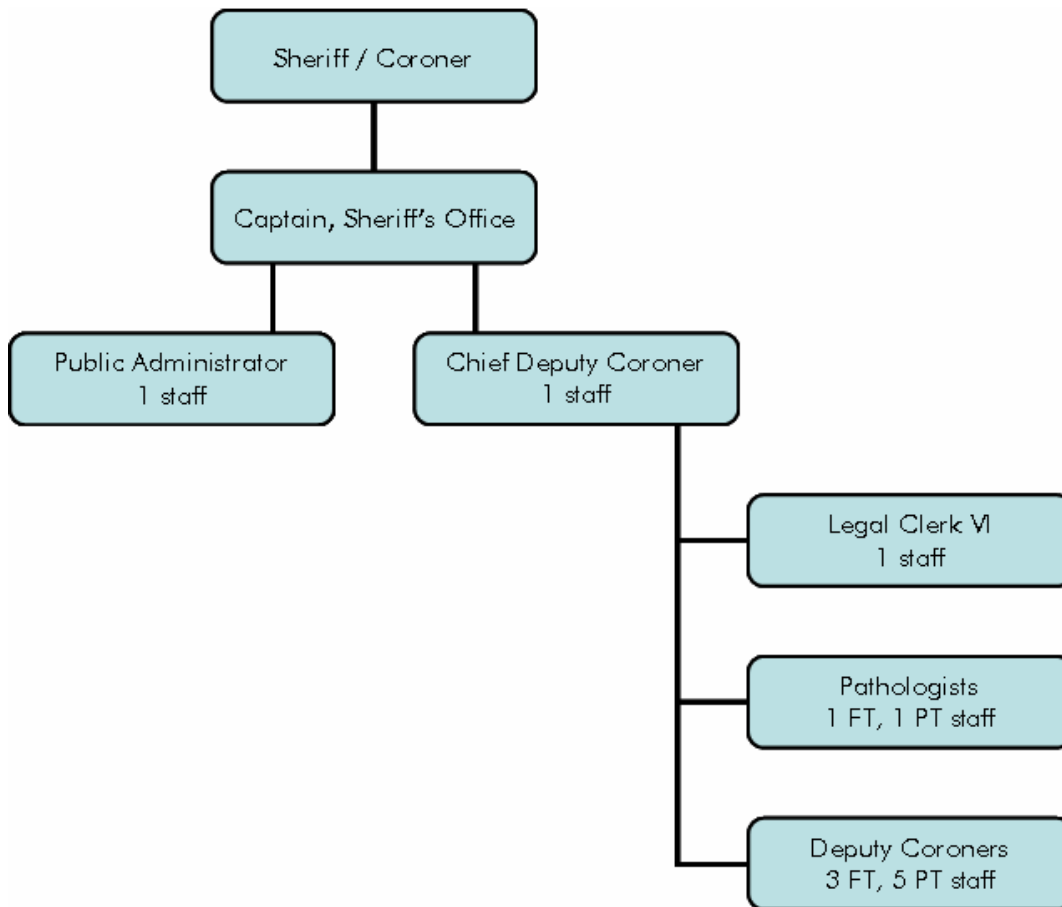 Sheriff / Coroner
Captain, Sheriff's Office
Public Administrator
1 staff
Chief Deputy Coroner
1 staff
Legal Clerk VI
1 staff
Pathologists
1 FT, 1 PT staff
Deputy Coroners
3 FT, 5 PT staff